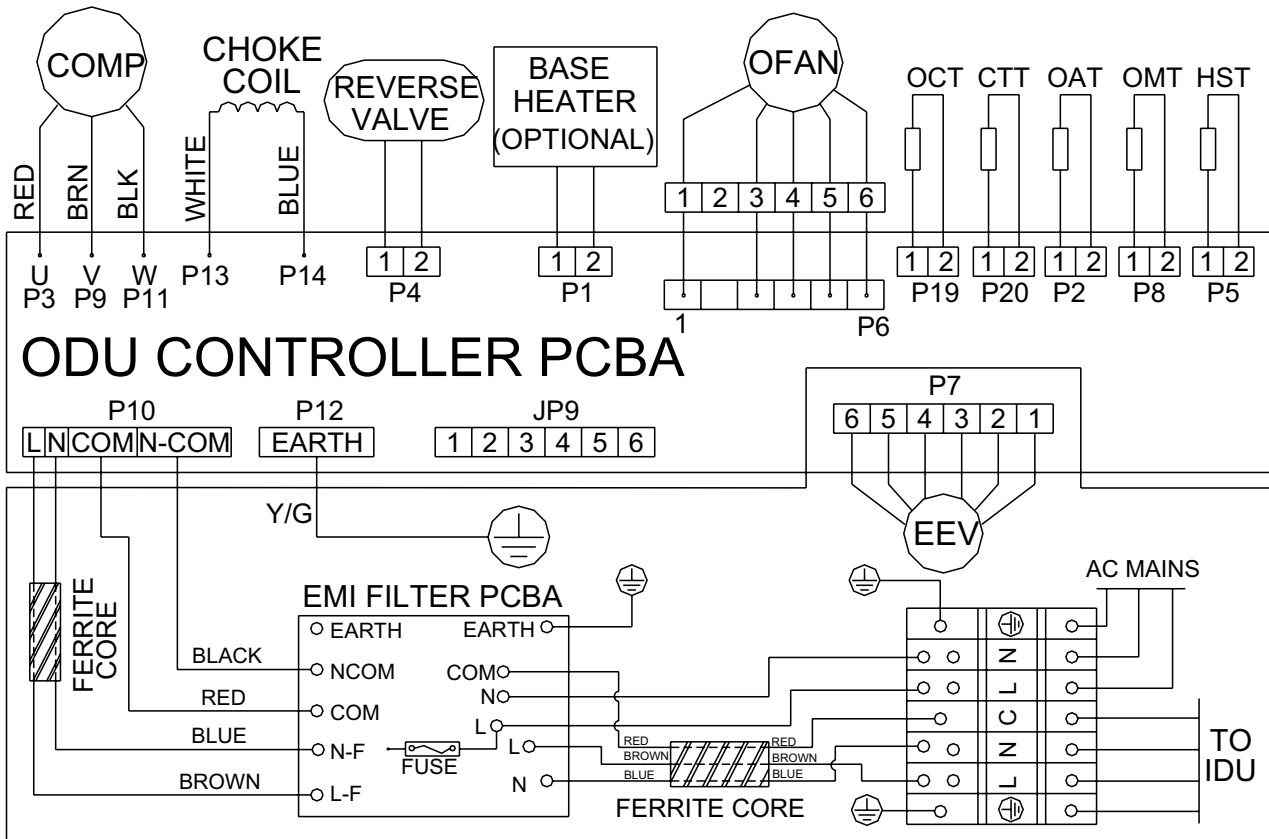 COMP
CHOKE
COIL
REVERSE
VALVE
BASE
HEATER
(OPTIONAL)
OFAN
OCT CTT OAT OMT HST
RED
BRN
BLK
WHITE
BLUE
1 2 3 4 5 6
U V W
P3 P9 P11
P13 P14
1 2
P4
1 2
P1
1 P6
1 2
P19
1 2
P20
1 2
P2
1 2
P8
1 2
P5
ODU CONTROLLER PCBA
P10
L N COM N-COM
P12
EARTH
JP9
1 2 3 4 5 6
P7
6 5 4 3 2 1
EEV
Y/G
FERRITE
CORE
BLACK
RED
BLUE
BROWN
EMI FILTER PCBA
EARTH
NCOM
COM
N-F
L-F
EARTH
COM
N
L
L
N
FUSE
RED
BROWN
BLUE
RED
BROWN
BLUE
FERRITE CORE
AC MAINS
N
L
C
N
L
TO
IDU